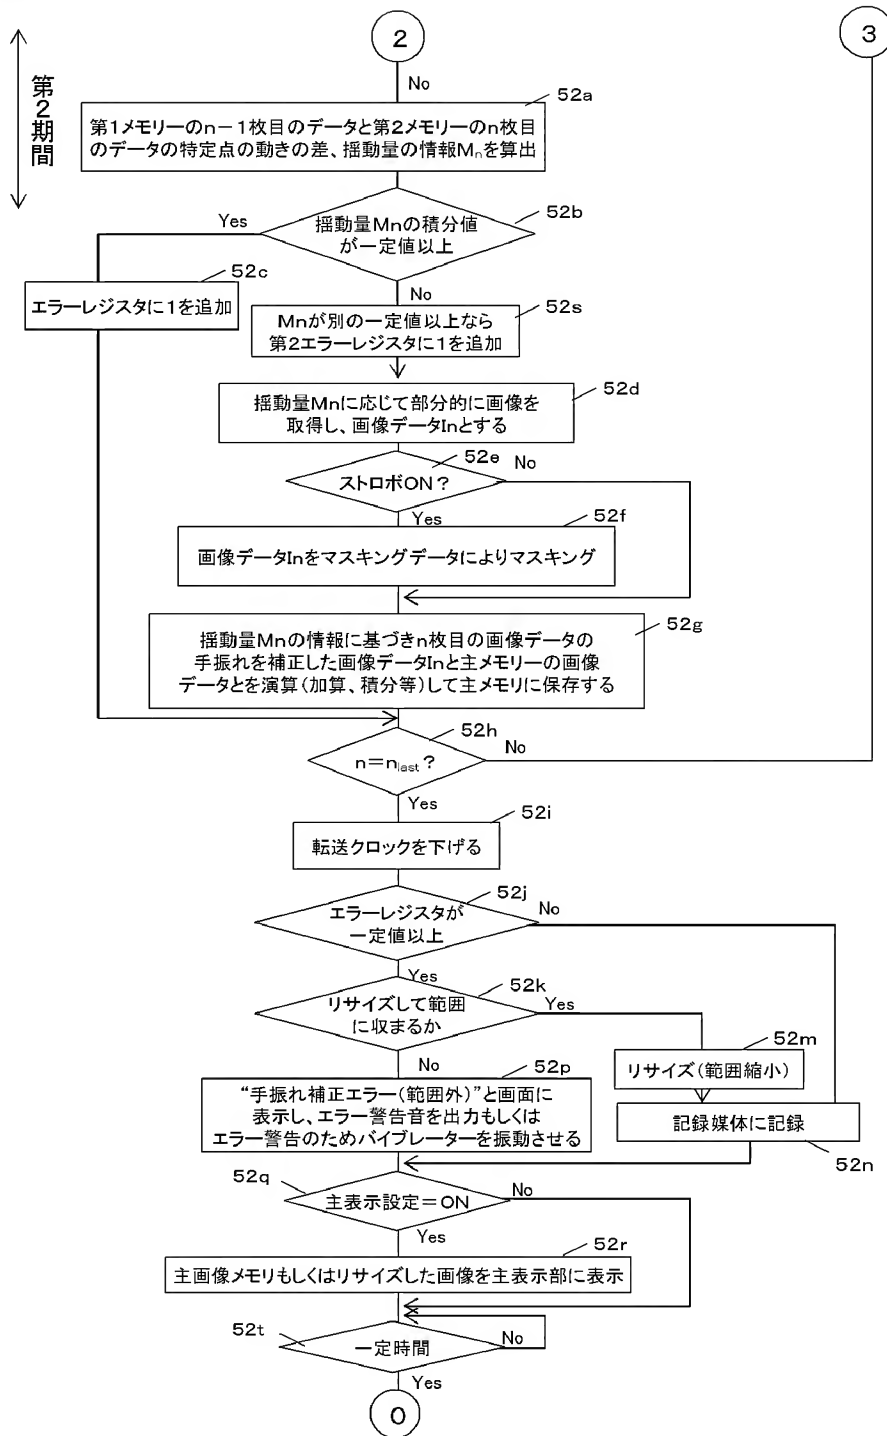 2
3
第2期間
No
52a
第1メモリーのn−1枚目のデータと第2メモリーのn枚目
のデータの特定点の動きの差、揺動量の情報Mnを算出
52b
Yes
揺動量Mnの積分値
が一定値以上
52c
エラーレジスタに1を追加
No
52s
Mnが別の一定値以上なら
第2エラーレジスタに1を追加
52d
揺動量Mnに応じて部分的に画像を
取得し、画像データInとする
52e
No
ストロボON?
Yes
52f
画像データInをマスキングデータによりマスキング
52g
揺動量Mnの情報に基づきn枚目の画像データの
手振れを補正した画像データInと主メモリーの画像
データとを演算(加算、積分等)して主メモリに保存する
52h
No
n=nlast?
Yes
52i
転送クロックを下げる
52j
No
エラーレジスタが
一定値以上
Yes
52k
Yes
リサイズして範囲
に収まるか
52m
リサイズ(範囲縮小)
No
52p
“手振れ補正エラー(範囲外)”と画面に
表示し、エラー警告音を出力もしくは
エラー警告のためバイブレーターを振動させる
記録媒体に記録
52n
52q
No
主表示設定=ON
Yes
52r
主画像メモリもしくはリサイズした画像を主表示部に表示
52t
No
一定時間
Yes
0